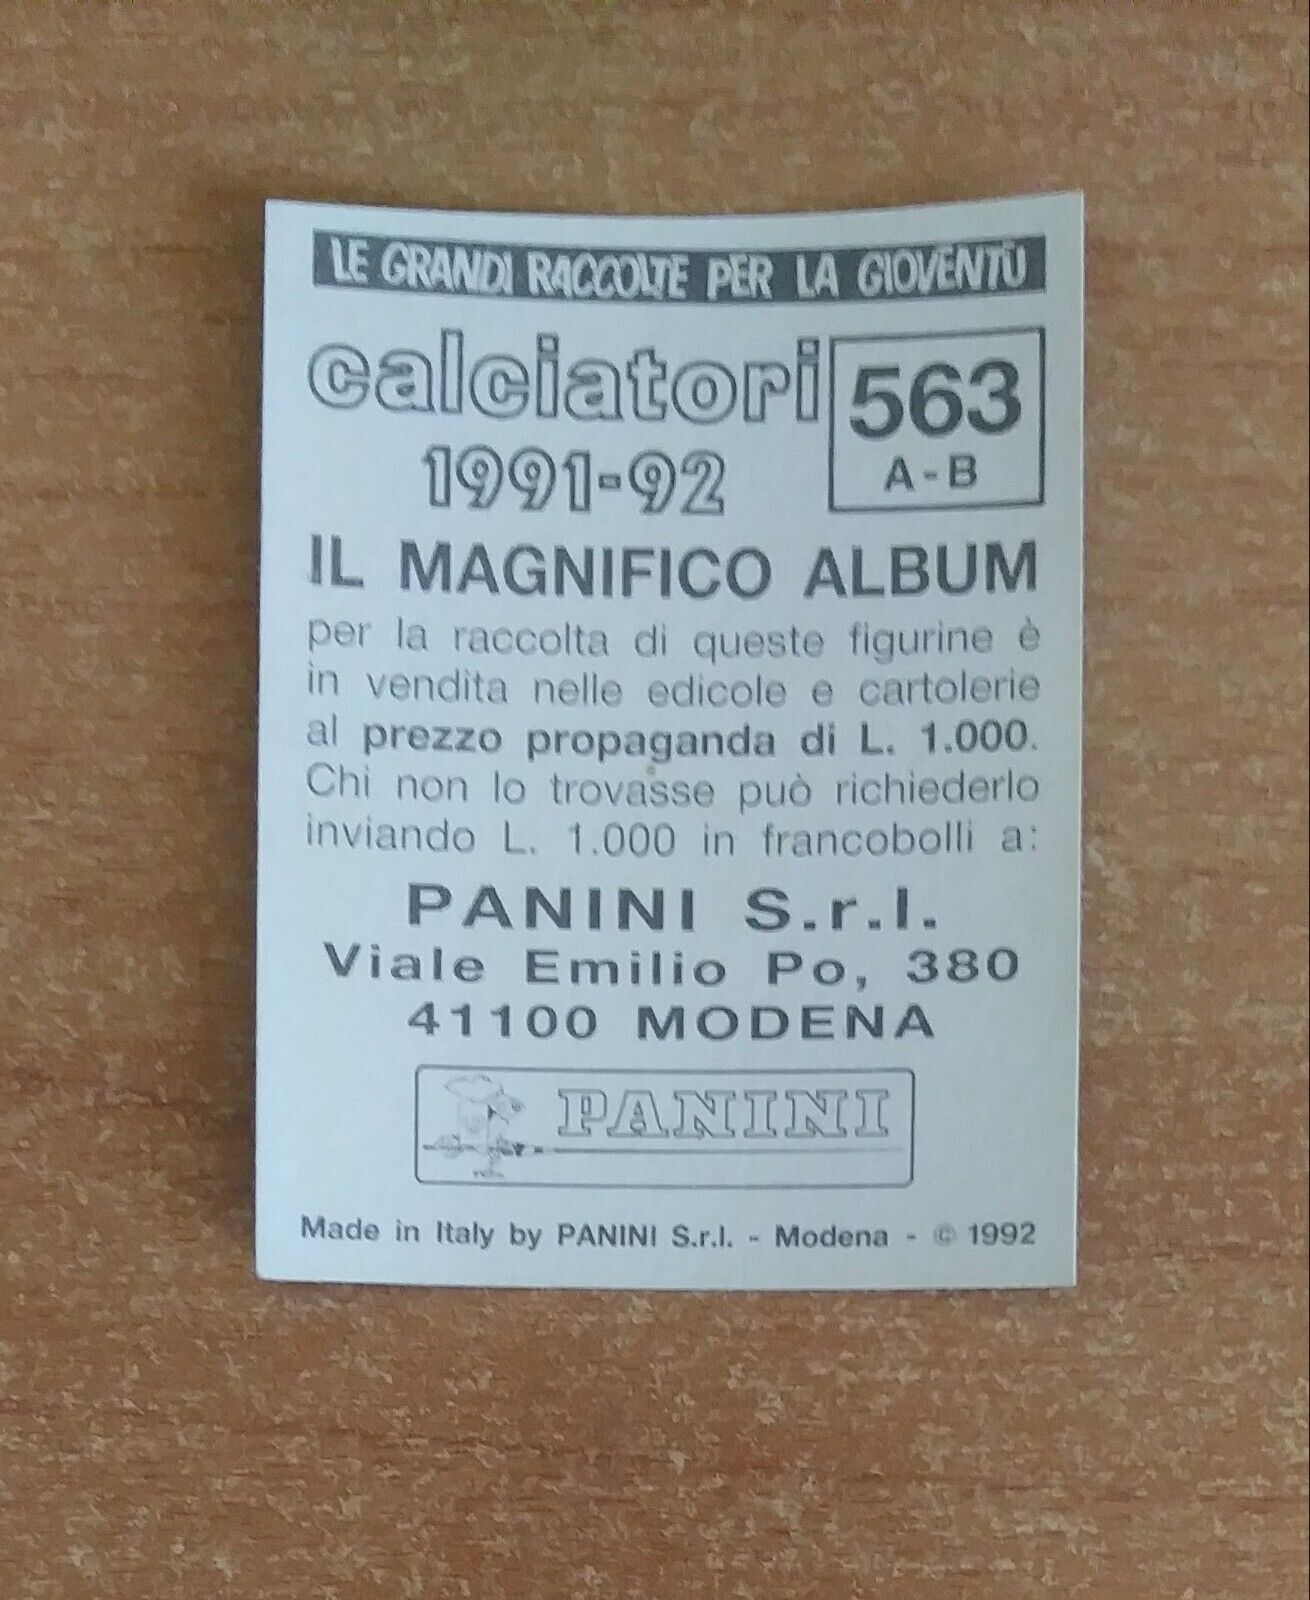 LE GRANDI RACCOLTE PER LA GIOVENTÙ
calciatori
1991-92
563
A - B
IL MAGNIFICO ALBUM
per la raccolta di queste figurine è
in vendita nelle edicole e cartolerie
al prezzo propaganda di L. 1.000.
Chi non lo trovasse può richiederlo
inviando L. 1.000 in francobolli a:
PANINI S.r.l.
Viale Emilio Po, 380
41100 MODENA
PANINI
Made in Italy by PANINI S.r.l. - Modena - © 1992